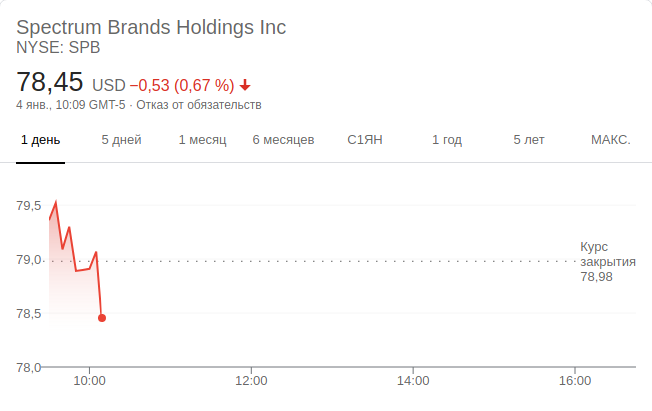 Spectrum Brands Holdings Inc
NYSE: SPB
78,45 USD −0,53 (0,67 %)
4 янв., 10:09 GMT-5 · Отказ от обязательств
1 день 5 дней 1 месяц 6 месяцев С1ЯН 1 год 5 лет МАКС.
79,5
79,0
78,5
78,0
Курс
закрытия
78,98
10:00 12:00 14:00 16:00